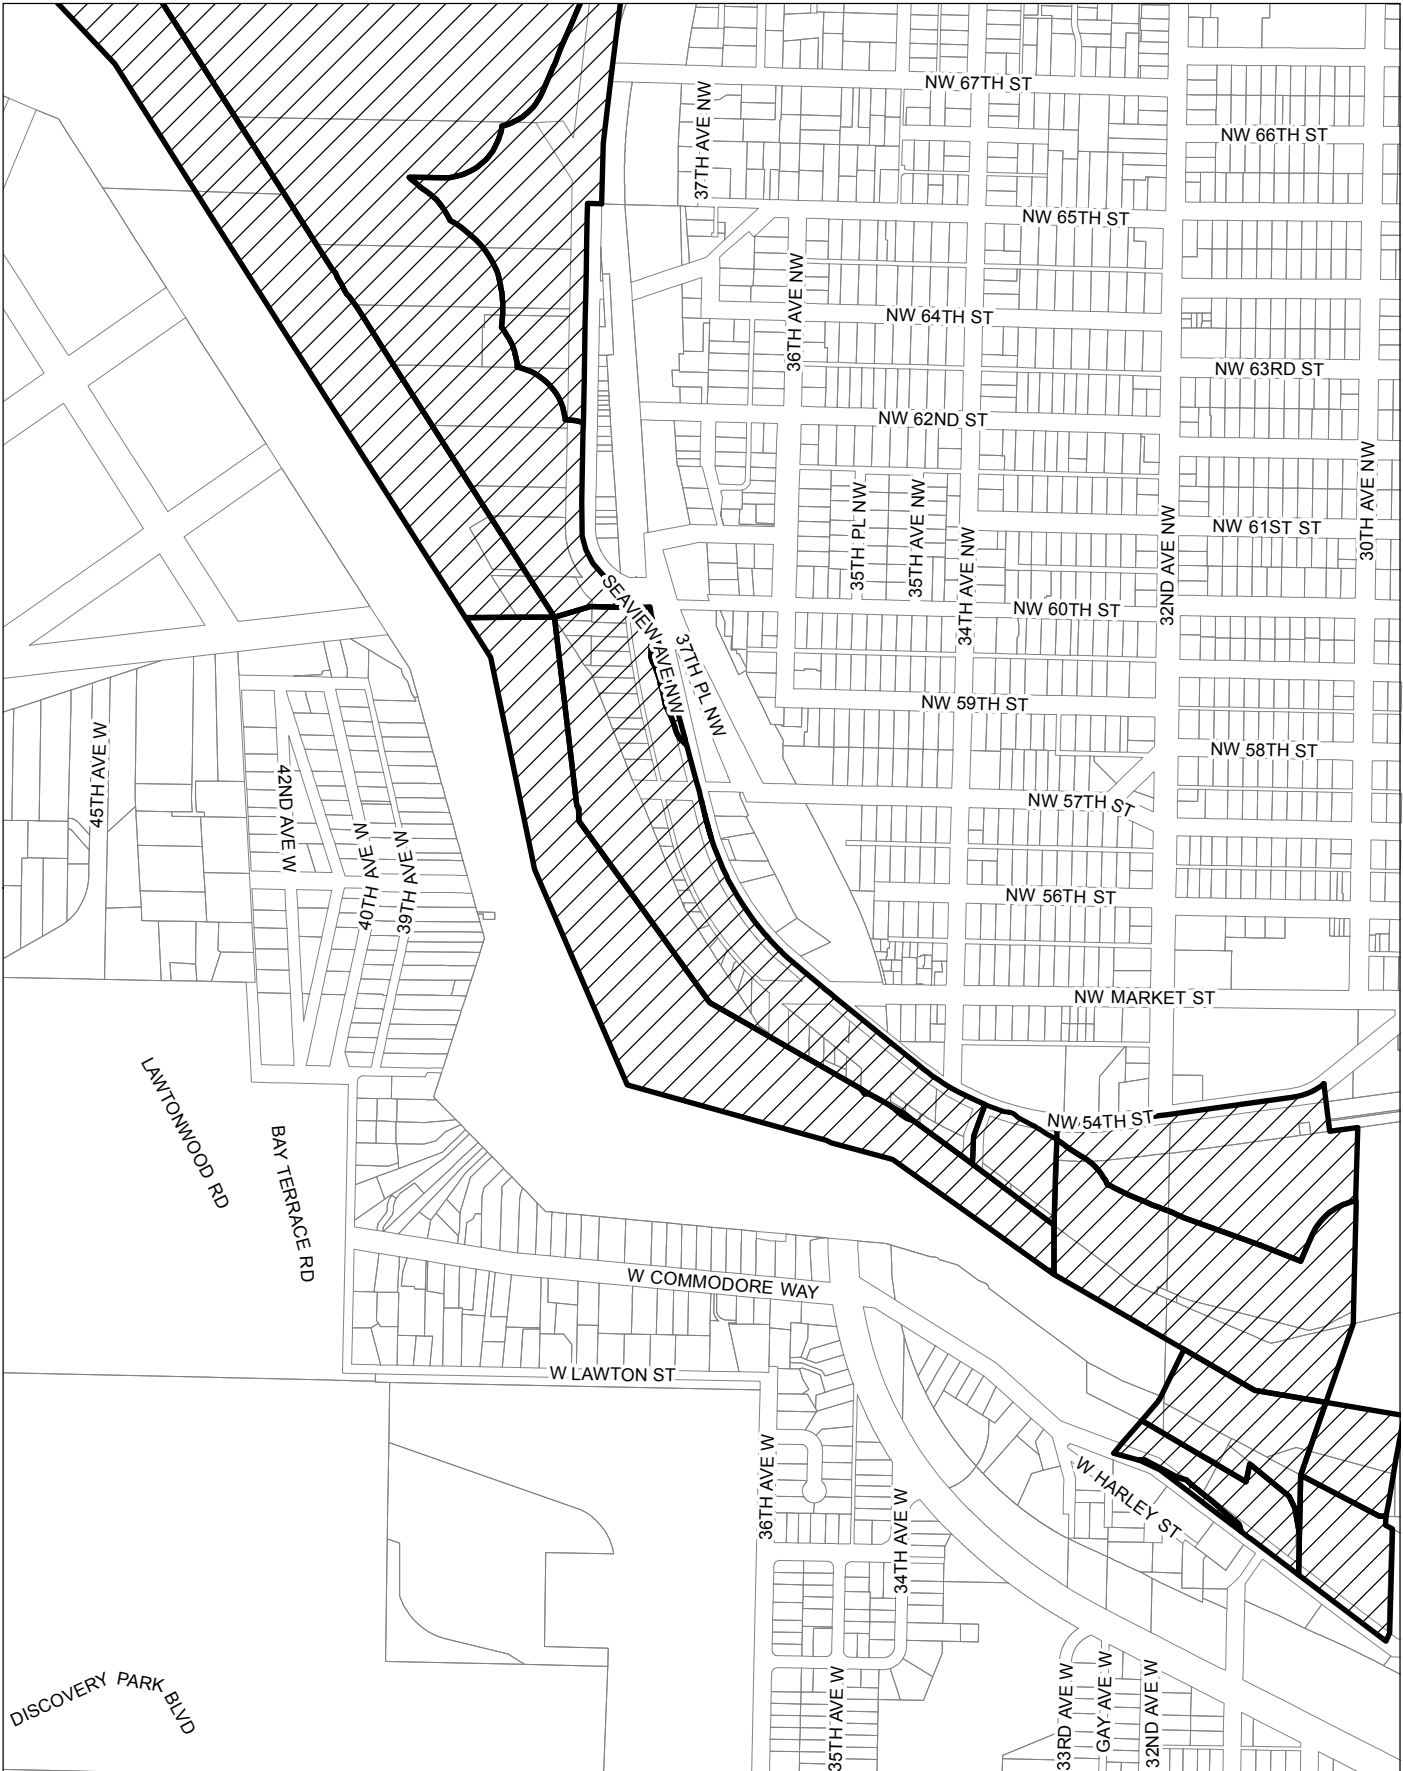 NW 67TH ST
37TH AVE NW
NW 66TH ST
NW 65TH ST
36TH AVE NW
NW 64TH ST
NW 63RD ST
NW 62ND ST
30TH AVE NW
35TH PL NW
35TH AVE NW
34TH AVE NW
32ND AVE NW
NW 61ST ST
SEAVIEW AVE NW
37TH PL NW
NW 60TH ST
NW 59TH ST
NW 58TH ST
45TH AVE W
42ND AVE W
40TH AVE W
39TH AVE W
NW 57TH ST
NW 56TH ST
NW MARKET ST
LAWTONWOOD RD
BAY TERRACE RD
NW 54TH ST
W COMMODORE WAY
W LAWTON ST
36TH AVE W
34TH AVE W
W HARLEY ST
DISCOVERY PARK BLVD
35TH AVE W
33RD AVE W
GAY AVE W
32ND AVE W